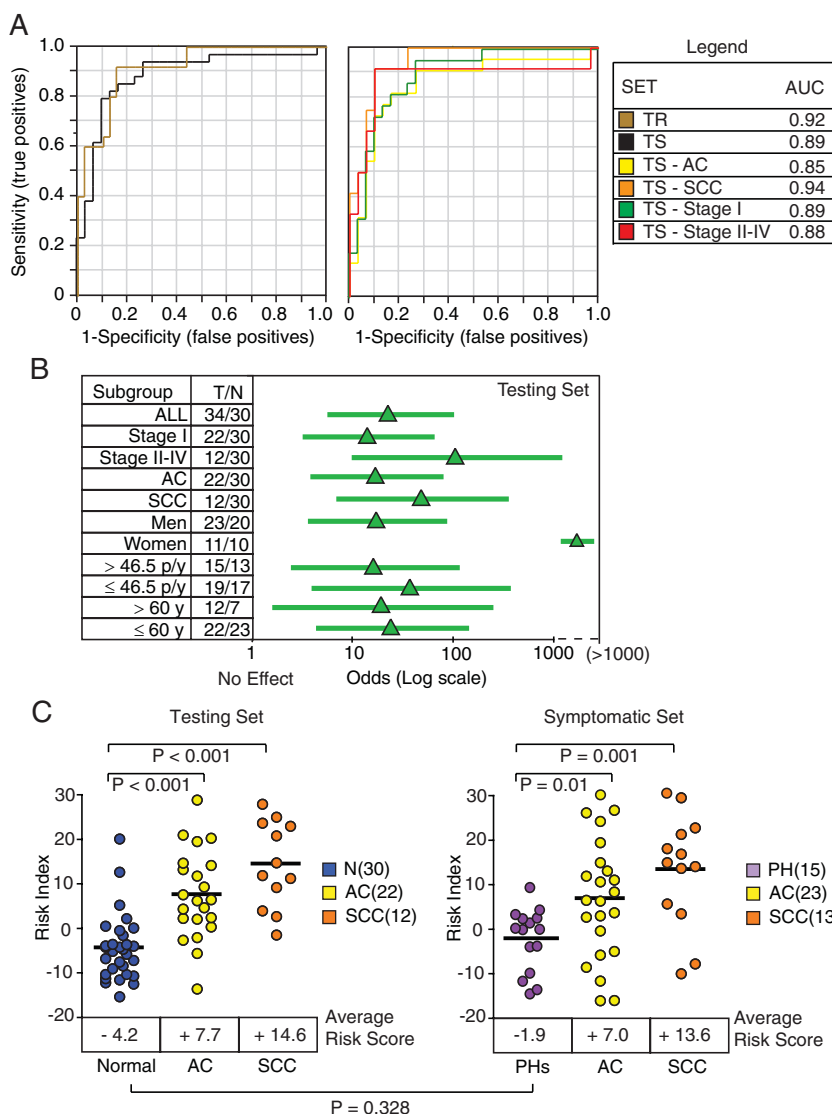 A
Sensitivity (true positives)
1.0
0.8
0.6
0.4
0.2
0
0 0.2 0.4 0.6 0.8 1.0
1-Specificity (false positives)
0 0.2 0.4 0.6 0.8 1.0
1-Specificity (false positives)
Legend
SET AUC
TR 0.92
TS 0.89
TS - AC 0.85
TS - SCC 0.94
TS - Stage I 0.89
TS - Stage II-IV 0.88
B
Subgroup T/N Testing Set
ALL 34/30
Stage I 22/30
Stage II-IV 12/30
AC 22/30
SCC 12/30
Men 23/20
Women 11/10
> 46.5 p/y 15/13
≤ 46.5 p/y 19/17
> 60 y 12/7
≤ 60 y 22/23
1 10 100 1000 (>1000)
No Effect Odds (Log scale)
C
Testing Set
P < 0.001
P < 0.001
Risk Index
30
20
10
0
-10
-20
N(30)
AC(22)
SCC(12)
- 4.2 + 7.7 + 14.6 Average Risk Score
Normal AC SCC
Symptomatic Set
P = 0.001
P = 0.01
Risk Index
30
20
10
0
-10
-20
PH(15)
AC(23)
SCC(13
-1.9 + 7.0 + 13.6 Average Risk Score
PHs AC SCC
P = 0.328